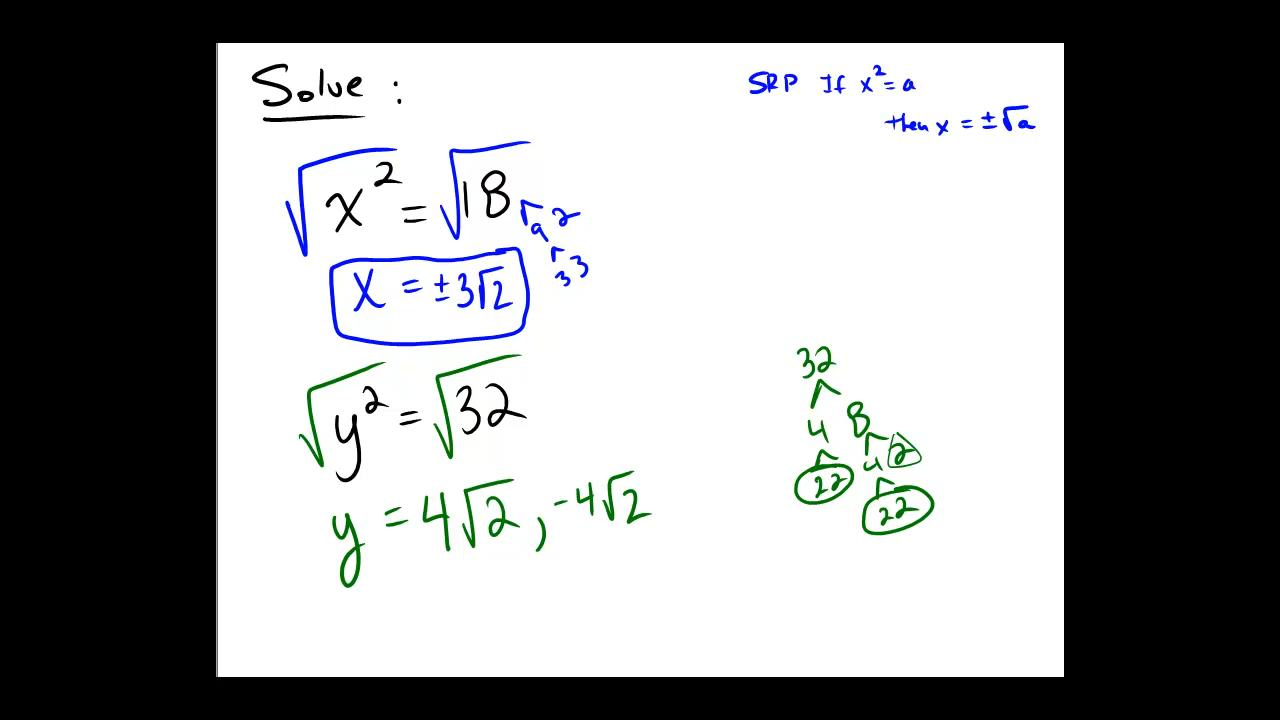 Solve :
SRP If x² = a
then x = ±√a
√x² = √18
9 2
3 3
x = ±3√2
√y² = √32
y = 4√2, -4√2
32
4 8
2 2 4 2
2 2